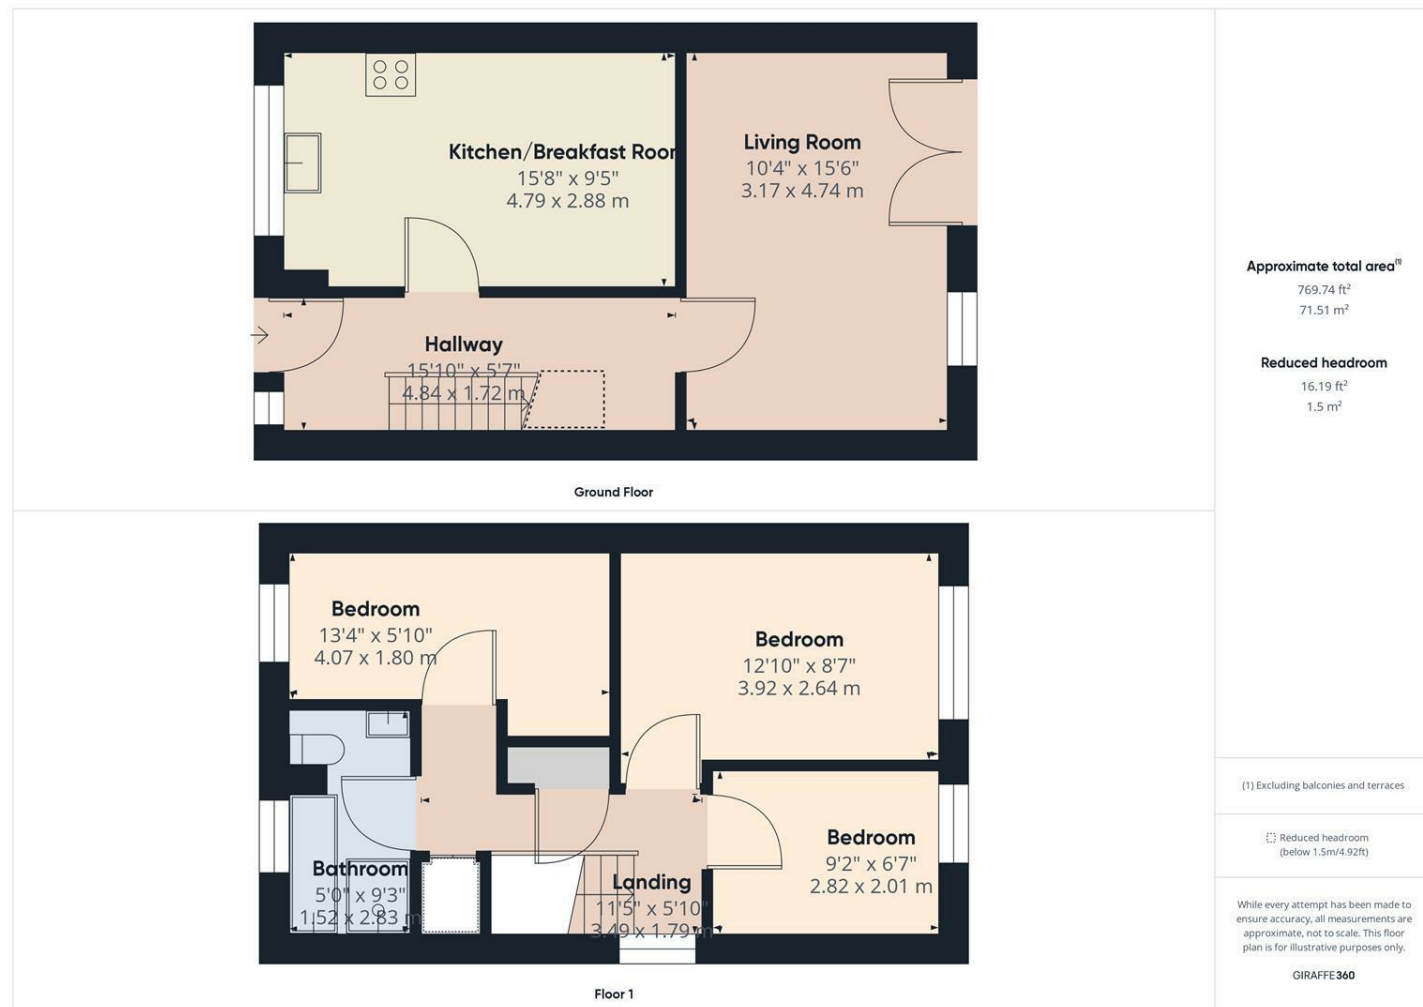 Kitchen/Breakfast Roor
15'8" x 9'5"
4.79 x 2.88 m
Living Room
10'4" x 15'6"
3.17 x 4.74 m
Hallway
15'10" x 5'7"
4.84 x 1.72 m
Ground Floor
Bedroom
13'4" x 5'10"
4.07 x 1.80 m
Bedroom
12'10" x 8'7"
3.92 x 2.64 m
Bedroom
9'2" x 6'7"
2.82 x 2.01 m
Bathroom
5'0" x 9'3"
1.52 x 2.83 m
Landing
11'5" x 5'10"
3.49 x 1.79 m
Floor 1
Approximate total area(1)
769.74 ft²
71.51 m²
Reduced headroom
16.19 ft²
1.5 m²
(1) Excluding balconies and terraces
Reduced headroom
(below 1.5m/4.92ft)
While every attempt has been made to
ensure accuracy, all measurements are
approximate, not to scale. This floor
plan is for illustrative purposes only.
GIRAFFE360